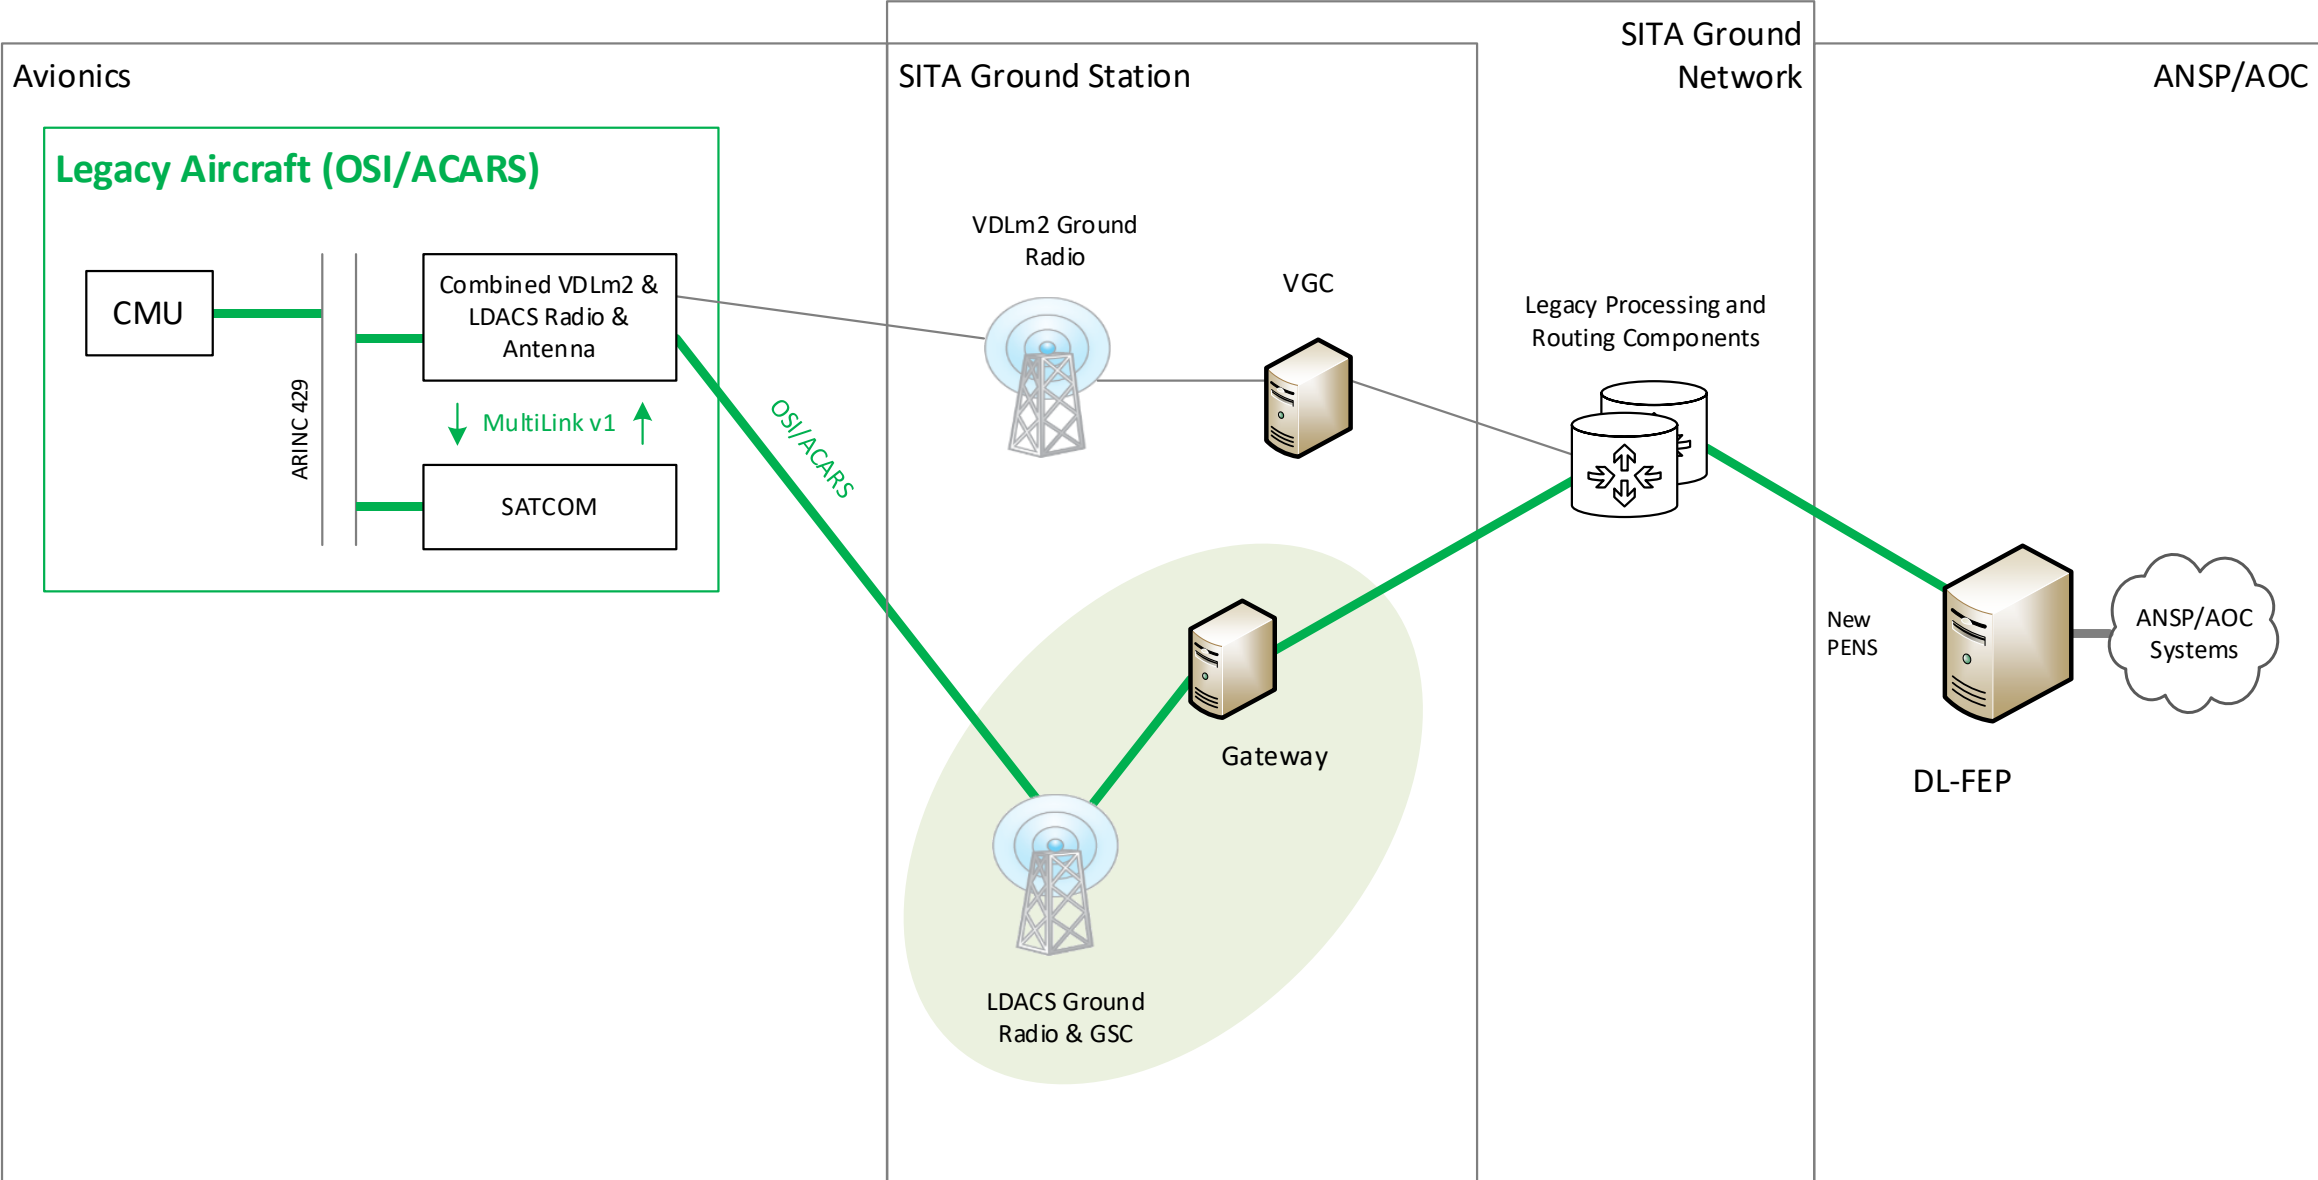 SITA Ground
Network
Avionics
SITA Ground Station
ANSP/AOC
Legacy Aircraft (OSI/ACARS)
CMU
ARINC 429
Combined VDLm2 &
LDACS Radio &
Antenna
MultiLink v1
SATCOM
OSI/ACARS
VDLm2 Ground
Radio
VGC
Legacy Processing and
Routing Components
Gateway
LDACS Ground
Radio & GSC
New
PENS
DL-FEP
ANSP/AOC
Systems